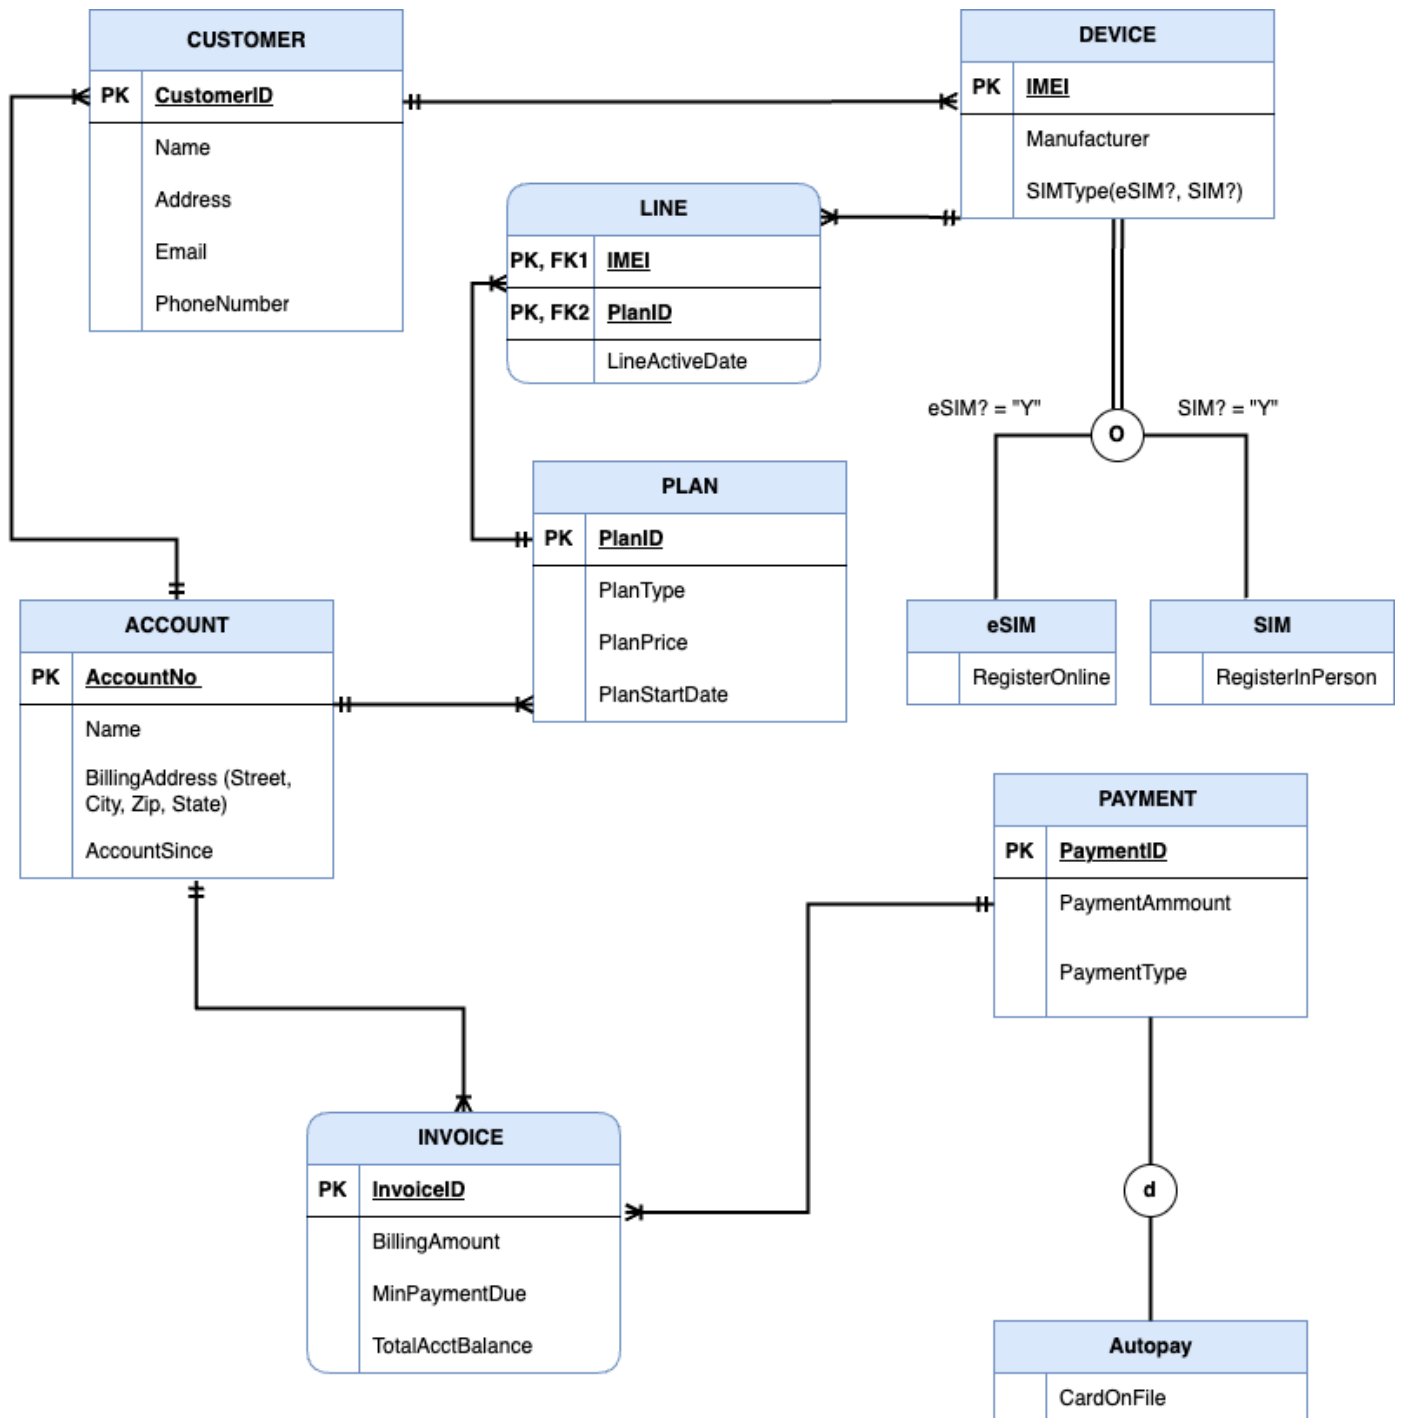 CUSTOMER
PK CustomerID
Name
Address
Email
PhoneNumber
DEVICE
PK IMEI
Manufacturer
SIMType(eSIM?, SIM?)
LINE
PK, FK1 IMEI
PK, FK2 PlanID
LineActiveDate
eSIM? = "Y"
SIM? = "Y"
O
PLAN
PK PlanID
PlanType
PlanPrice
PlanStartDate
eSIM
RegisterOnline
SIM
RegisterInPerson
ACCOUNT
PK AccountNo
Name
BillingAddress (Street,
City, Zip, State)
AccountSince
PAYMENT
PK PaymentID
PaymentAmmount
PaymentType
d
INVOICE
PK InvoiceID
BillingAmount
MinPaymentDue
TotalAcctBalance
Autopay
CardOnFile